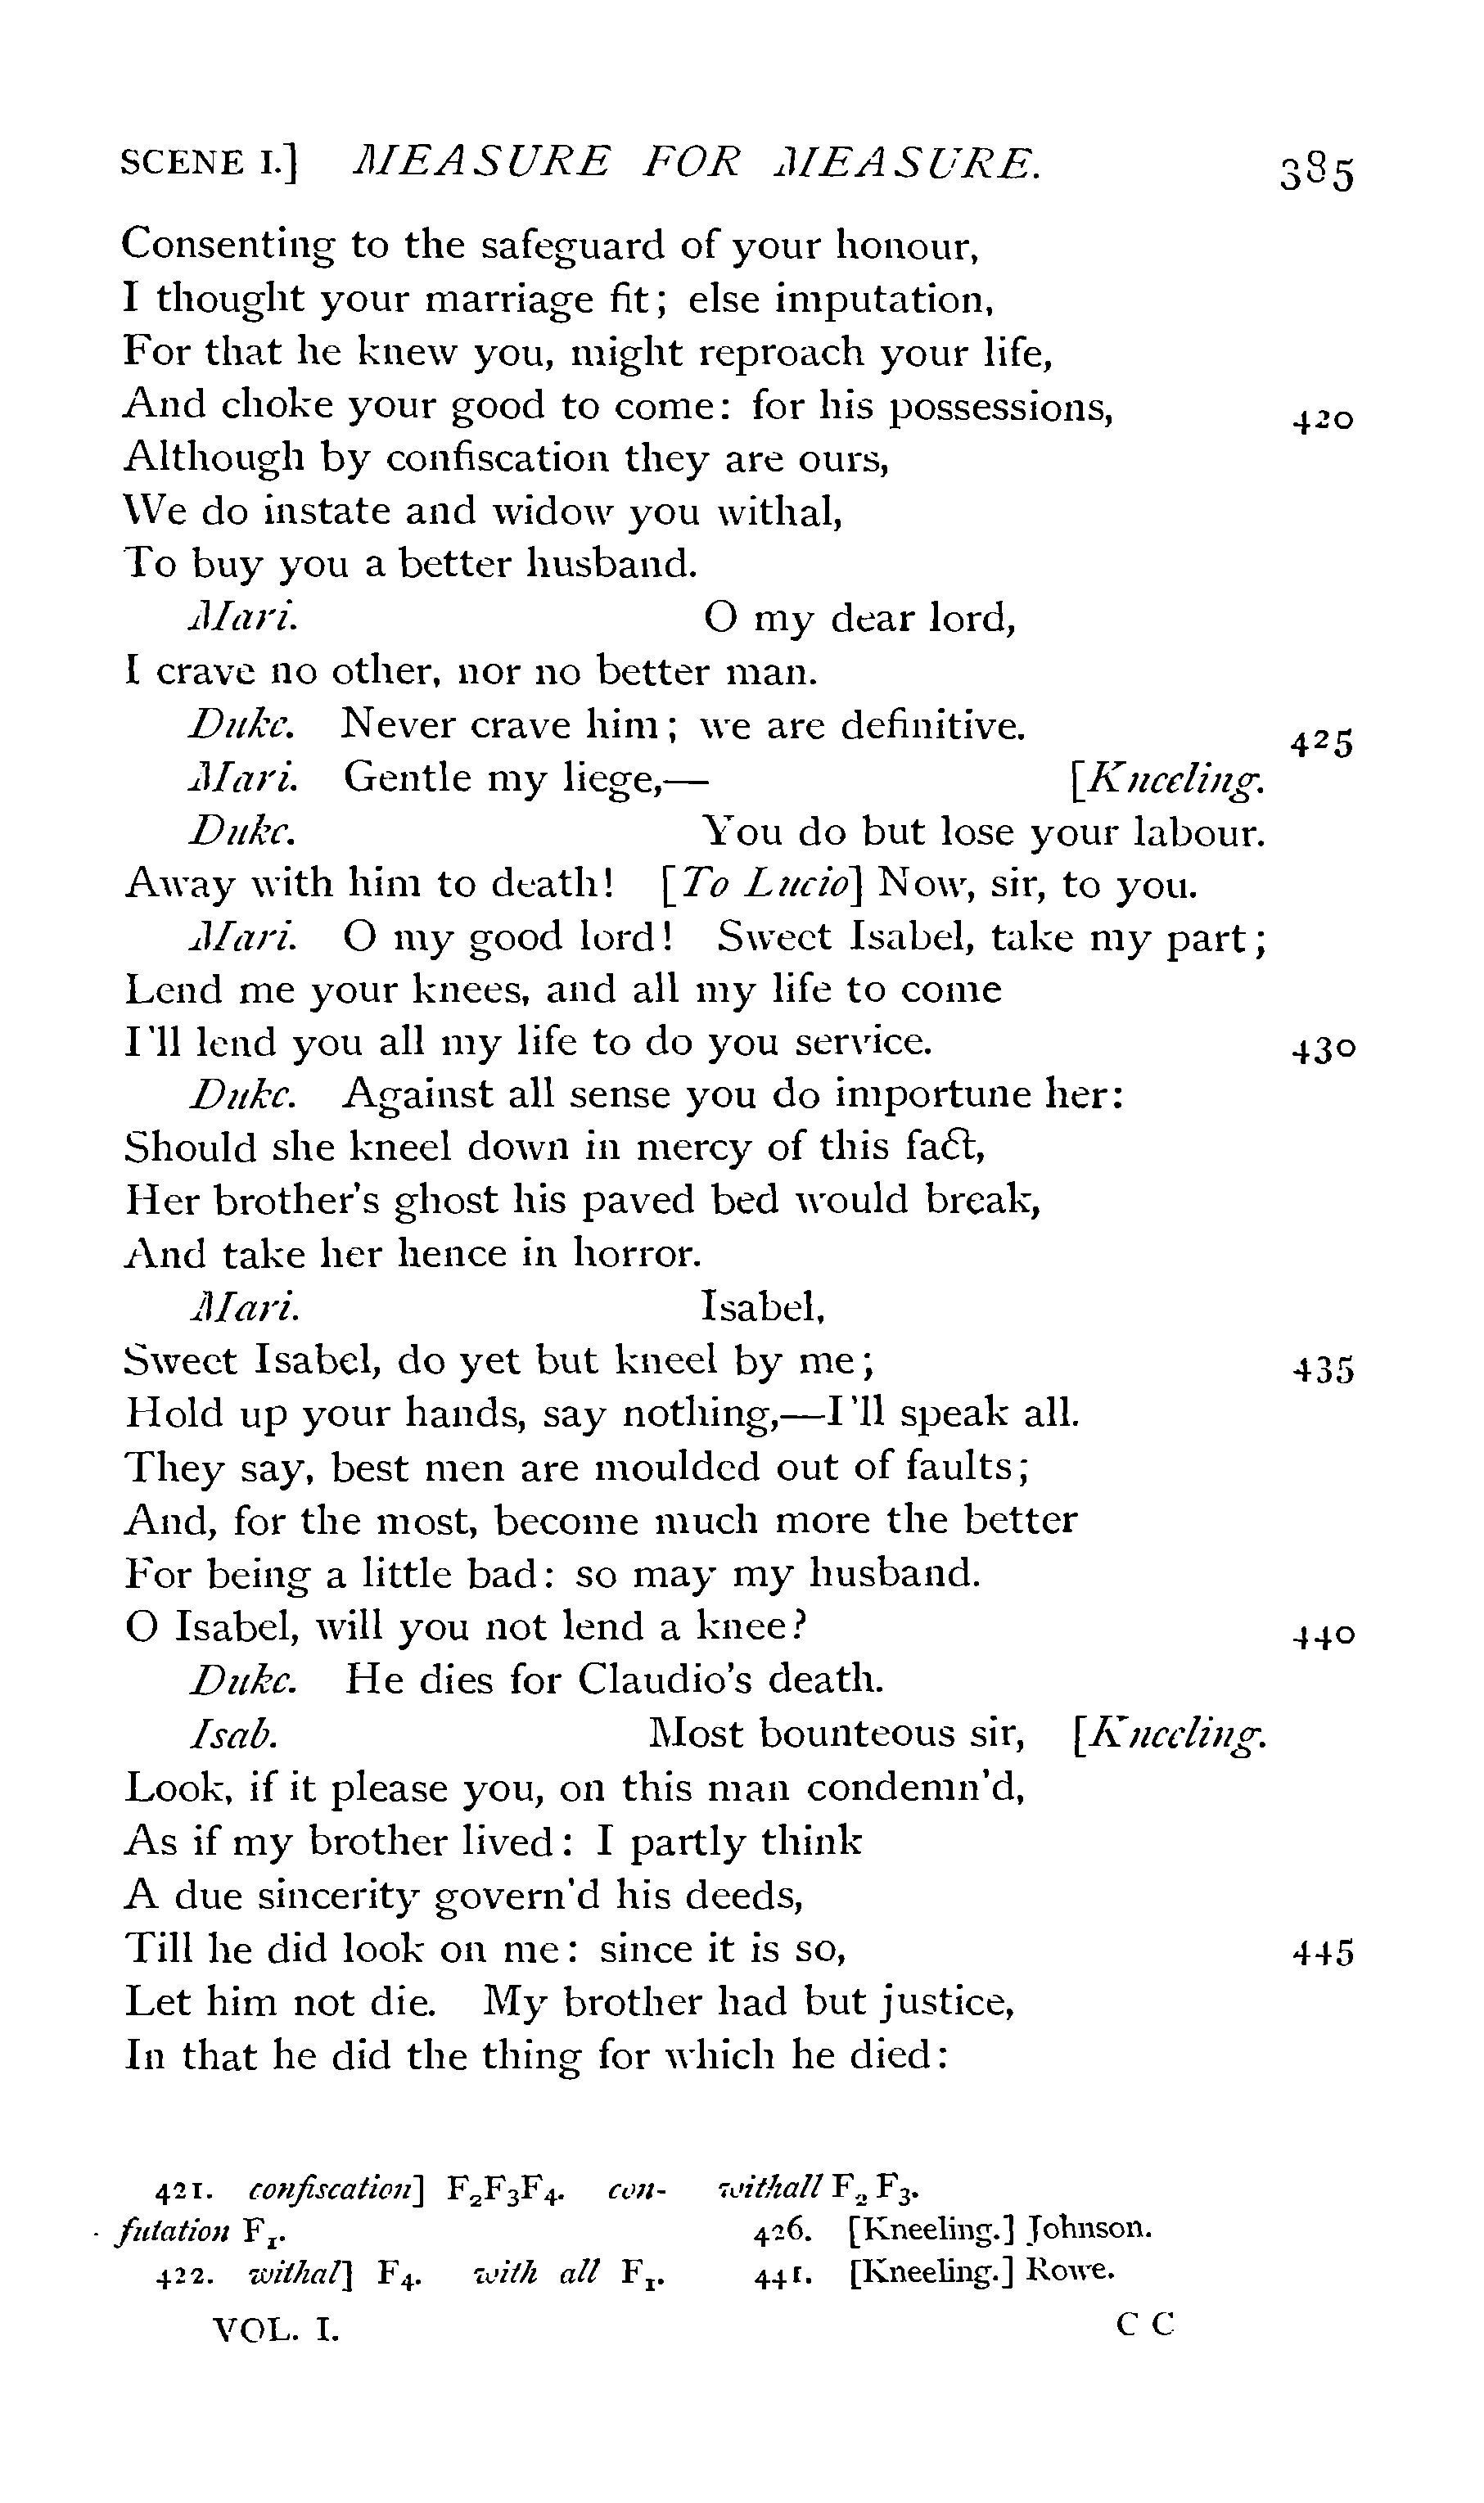 SCENE I.] MEASURE FOR MEASURE. 385
Consenting to the safeguard of your honour,
I thought your marriage fit; else imputation,
For that he knew you, might reproach your life,
And choke your good to come: for his possessions, 420
Although by confiscation they are ours,
We do instate and widow you withal,
To buy you a better husband.
Mari. O my dear lord,
I crave no other, nor no better man.
Duke. Never crave him; we are definitive. 425
Mari. Gentle my liege,— [Kneeling.
Duke. You do but lose your labour.
Away with him to death! [To Lucio] Now, sir, to you.
Mari. O my good lord! Sweet Isabel, take my part;
Lend me your knees, and all my life to come
I'll lend you all my life to do you service. 430
Duke. Against all sense you do importune her:
Should she kneel down in mercy of this fact,
Her brother's ghost his paved bed would break,
And take her hence in horror.
Mari. Isabel,
Sweet Isabel, do yet but kneel by me; 435
Hold up your hands, say nothing,—I'll speak all.
They say, best men are moulded out of faults;
And, for the most, become much more the better
For being a little bad: so may my husband.
O Isabel, will you not lend a knee? 440
Duke. He dies for Claudio's death.
Isab. Most bounteous sir, [Kneeling.
Look, if it please you, on this man condemn'd,
As if my brother lived: I partly think
A due sincerity govern'd his deeds,
Till he did look on me: since it is so, 445
Let him not die. My brother had but justice,
In that he did the thing for which he died:
421. confiscation] F2F3F4. con-
futation F1.
422. withal] F4. with all F1.
withall F2 F3.
426. [Kneeling.] Johnson.
441. [Kneeling.] Rowe.
VOL. I. C C